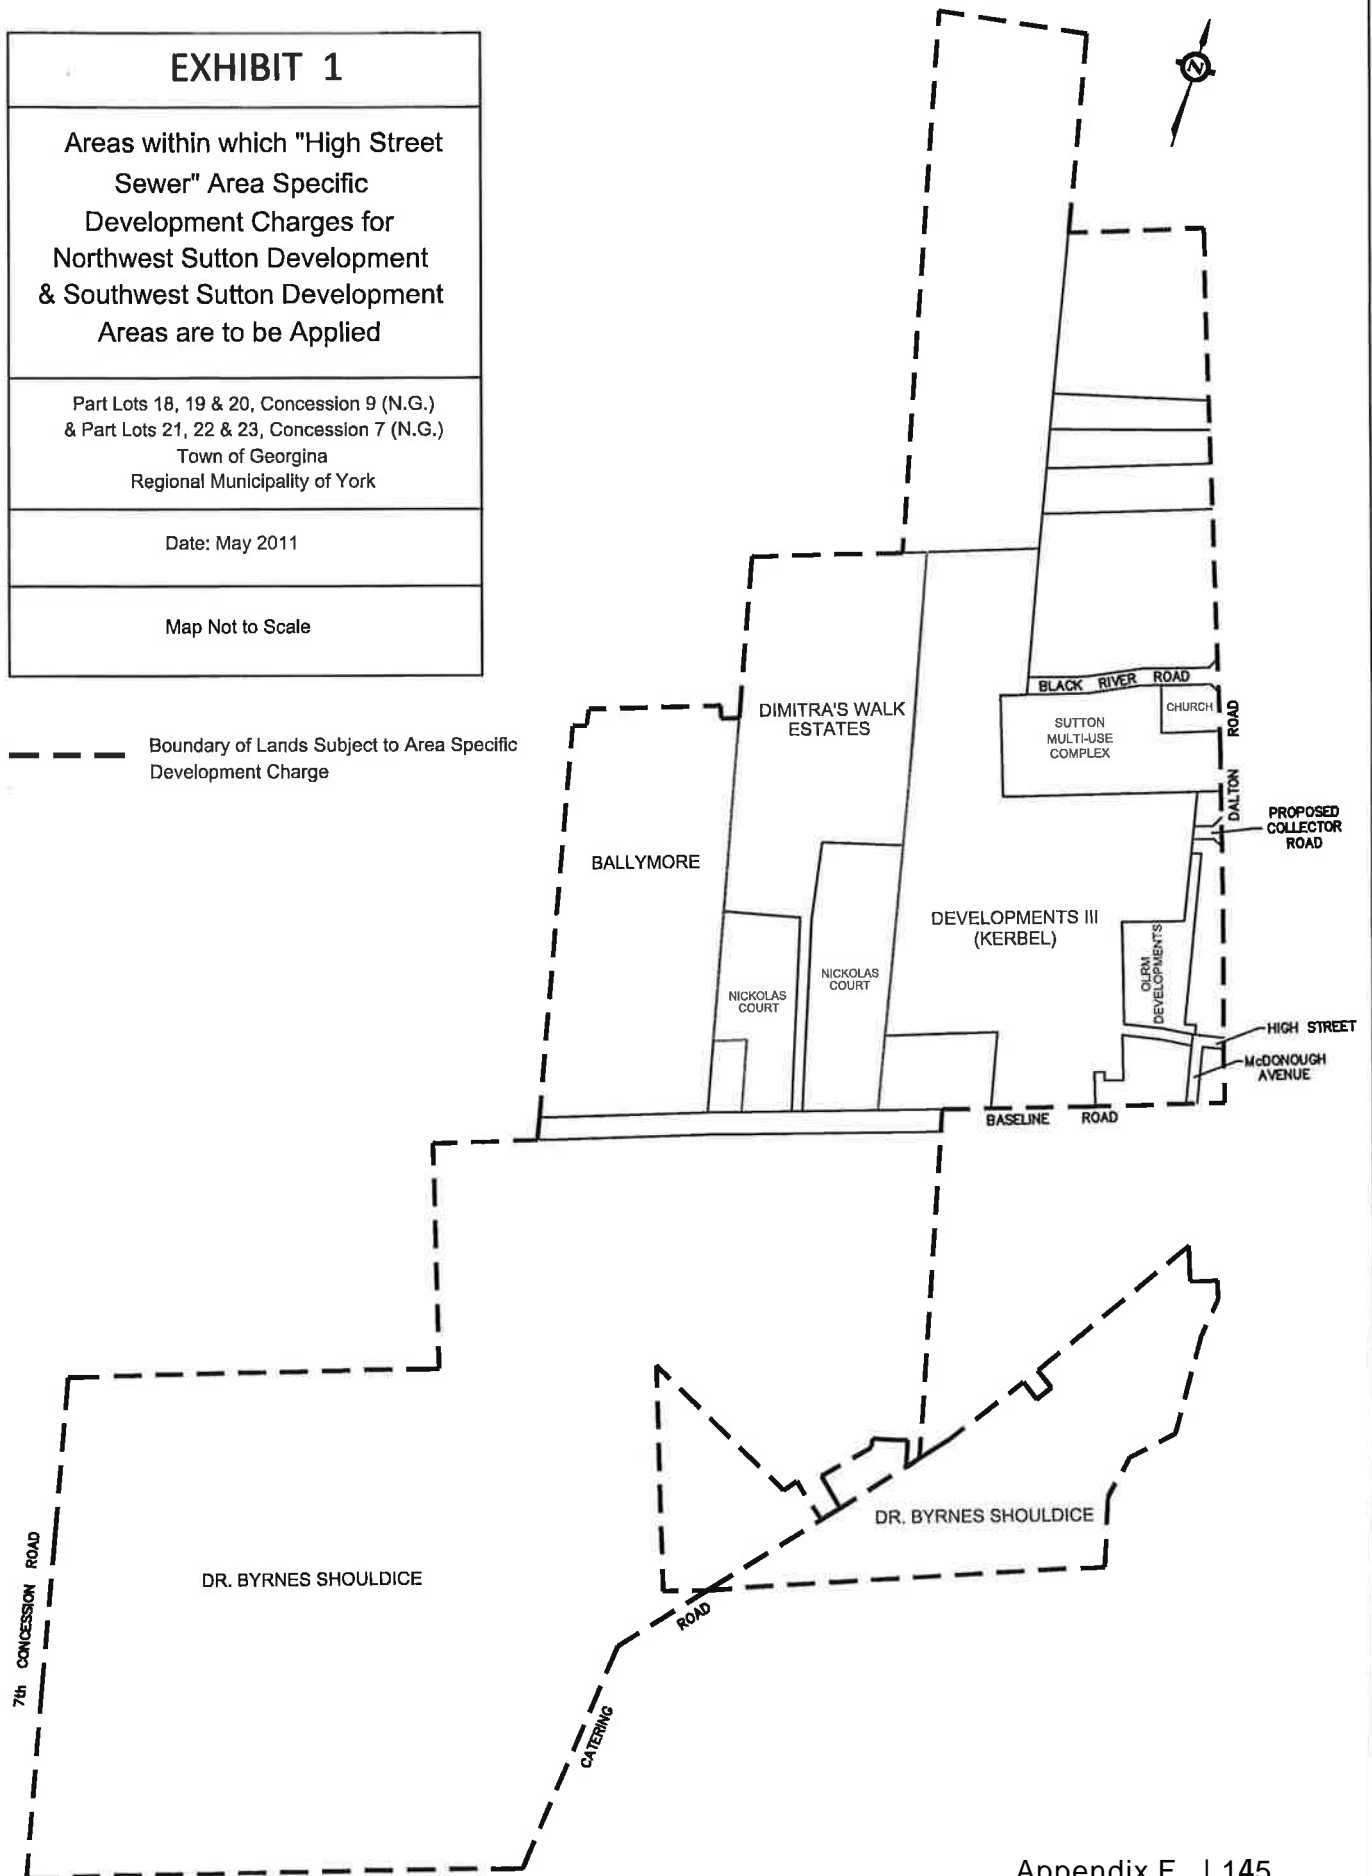 EXHIBIT 1
Areas within which "High Street
Sewer" Area Specific
Development Charges for
Northwest Sutton Development
& Southwest Sutton Development
Areas are to be Applied
Part Lots 18, 19 & 20, Concession 9 (N.G.)
& Part Lots 21, 22 & 23, Concession 7 (N.G.)
Town of Georgina
Regional Municipality of York
Date: May 2011
Map Not to Scale
Boundary of Lands Subject to Area Specific
Development Charge
N
BLACK RIVER ROAD
CHURCH
SUTTON
MULTI-USE
COMPLEX
DALTON ROAD
DIMITRA'S WALK
ESTATES
PROPOSED
COLLECTOR
ROAD
BALLYMORE
DEVELOPMENTS III
(KERBEL)
OLRM
DEVELOPMENTS
NICKOLAS
COURT
NICKOLAS
COURT
HIGH STREET
McDONOUGH
AVENUE
BASELINE ROAD
DR. BYRNES SHOULDICE
DR. BYRNES SHOULDICE
7th CONCESSION ROAD
CATERING ROAD
Appendix E | 145